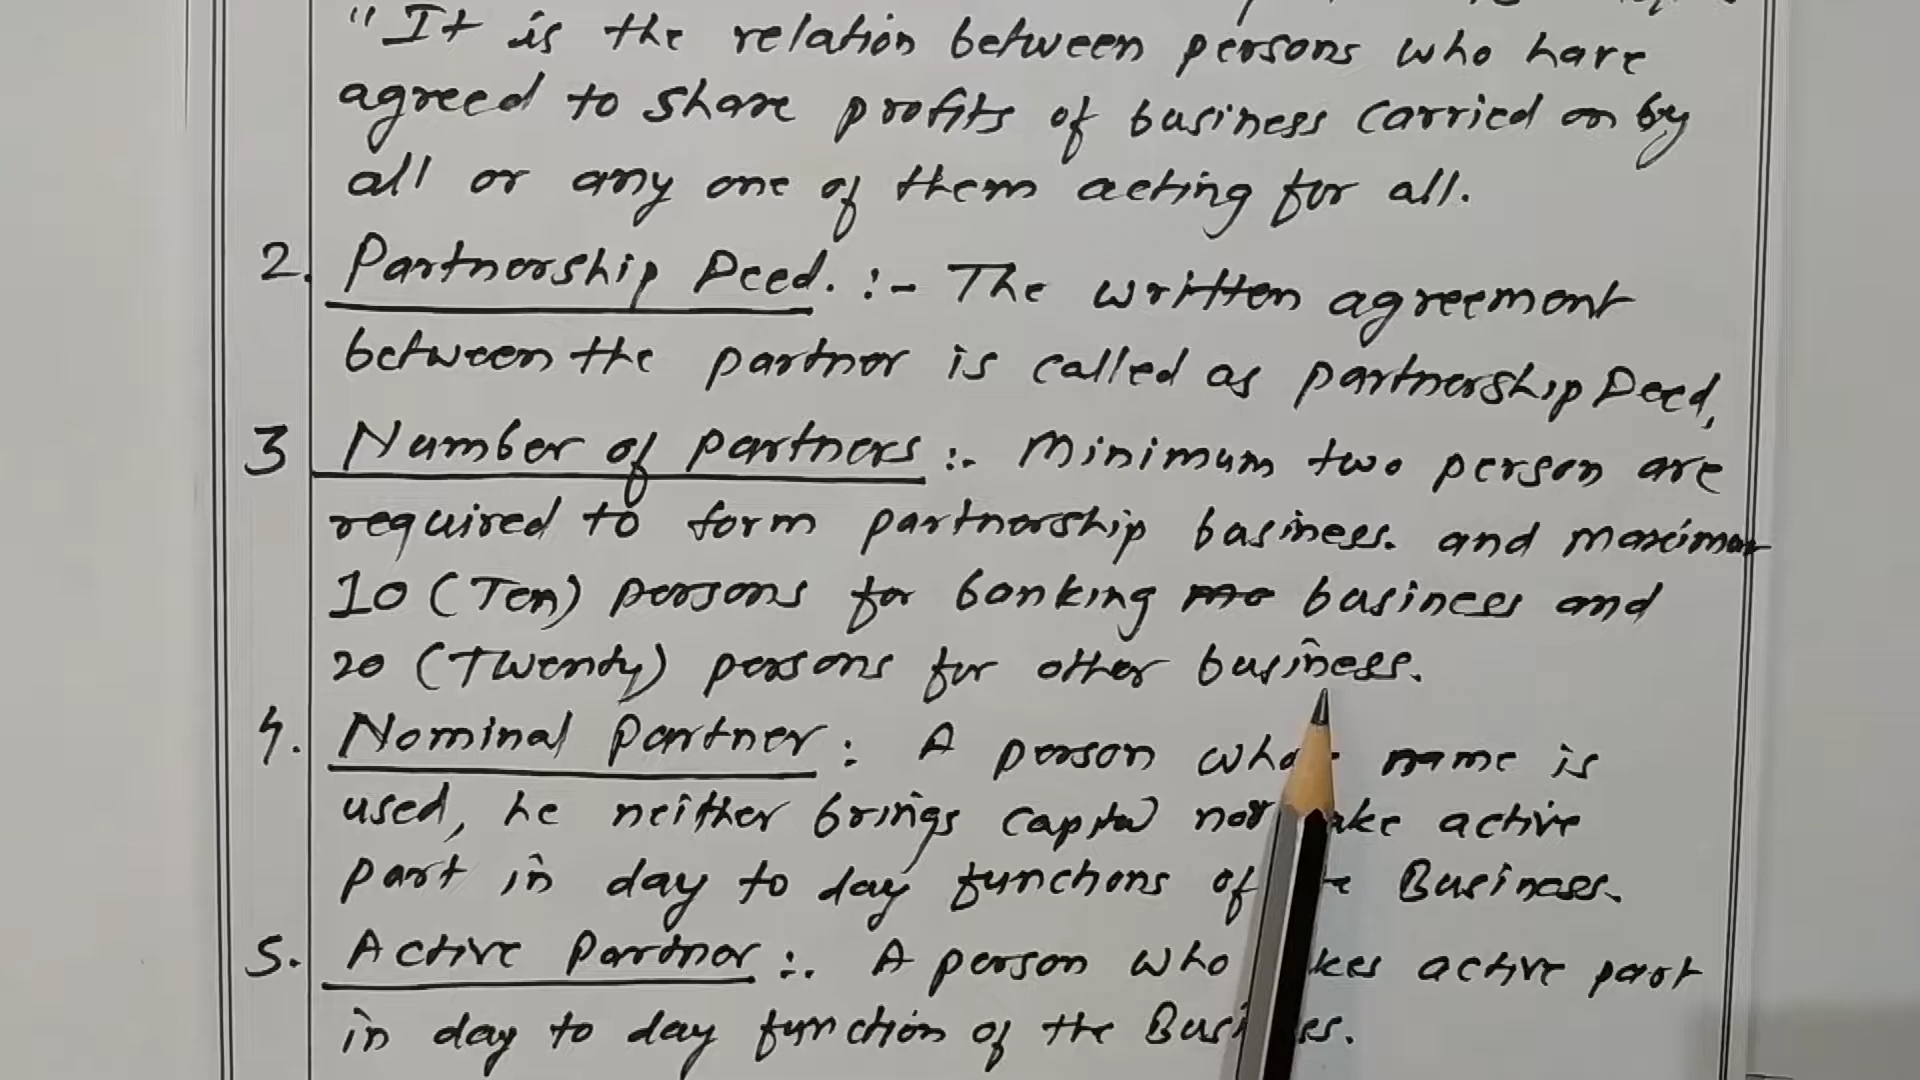 "It is the relation between persons who have
agreed to share profits of business carried on by
all or any one of them acting for all.
2. Partnership Deed. :- The written agreement
between the partner is called as partnership Deed,
3 Number of partners :- Minimum two person are
required to form partnership business. and maximum
10 (Ten) persons for banking business and
20 (Twenty) persons for other business.
4. Nominal partner : A person name is
used, he neither brings capital nor active
part in day to day functions of Business.
5. Active Partner :- A person who active part
in day to day function of the